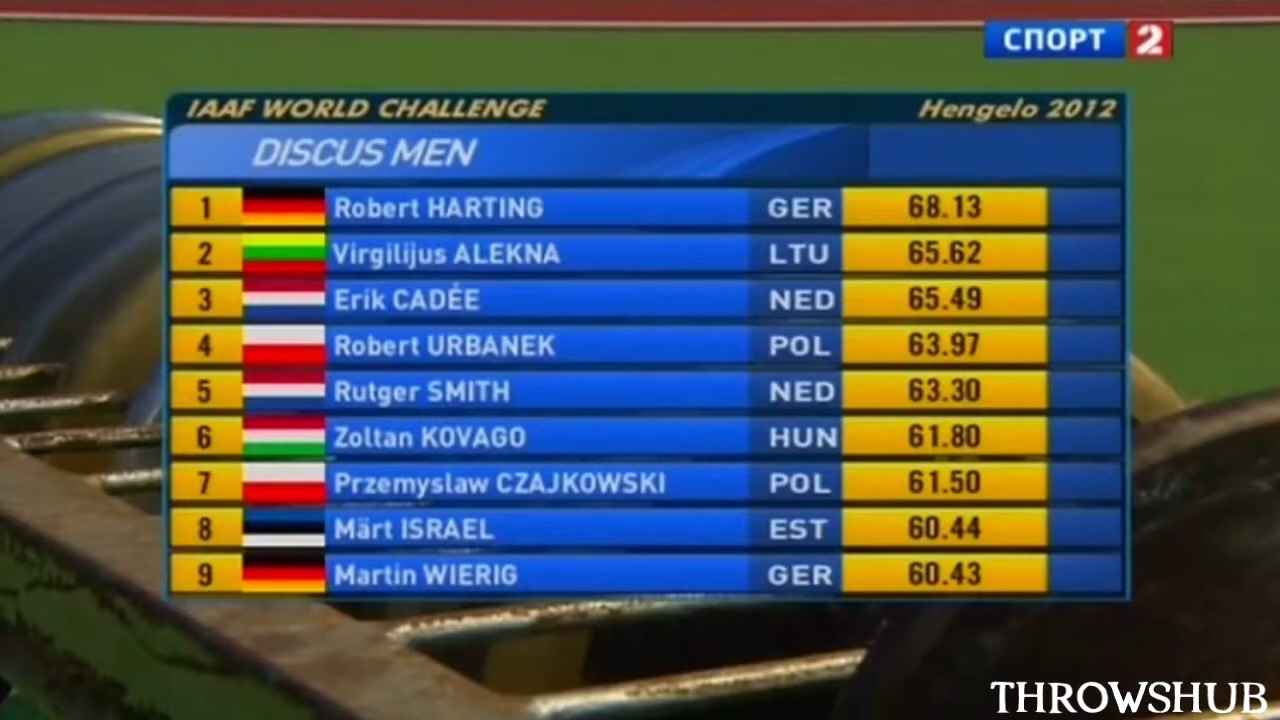 СПОРТ 2
IAAF WORLD CHALLENGE Hengelo 2012
DISCUS MEN
1 Robert HARTING GER 68.13
2 Virgilijus ALEKNA LTU 65.62
3 Erik CADÉE NED 65.49
4 Robert URBANEK POL 63.97
5 Rutger SMITH NED 63.30
6 Zoltan KOVAGO HUN 61.80
7 Przemyslaw CZAJKOWSKI POL 61.50
8 Märt ISRAEL EST 60.44
9 Martin WIERIG GER 60.43
THROWSHUB